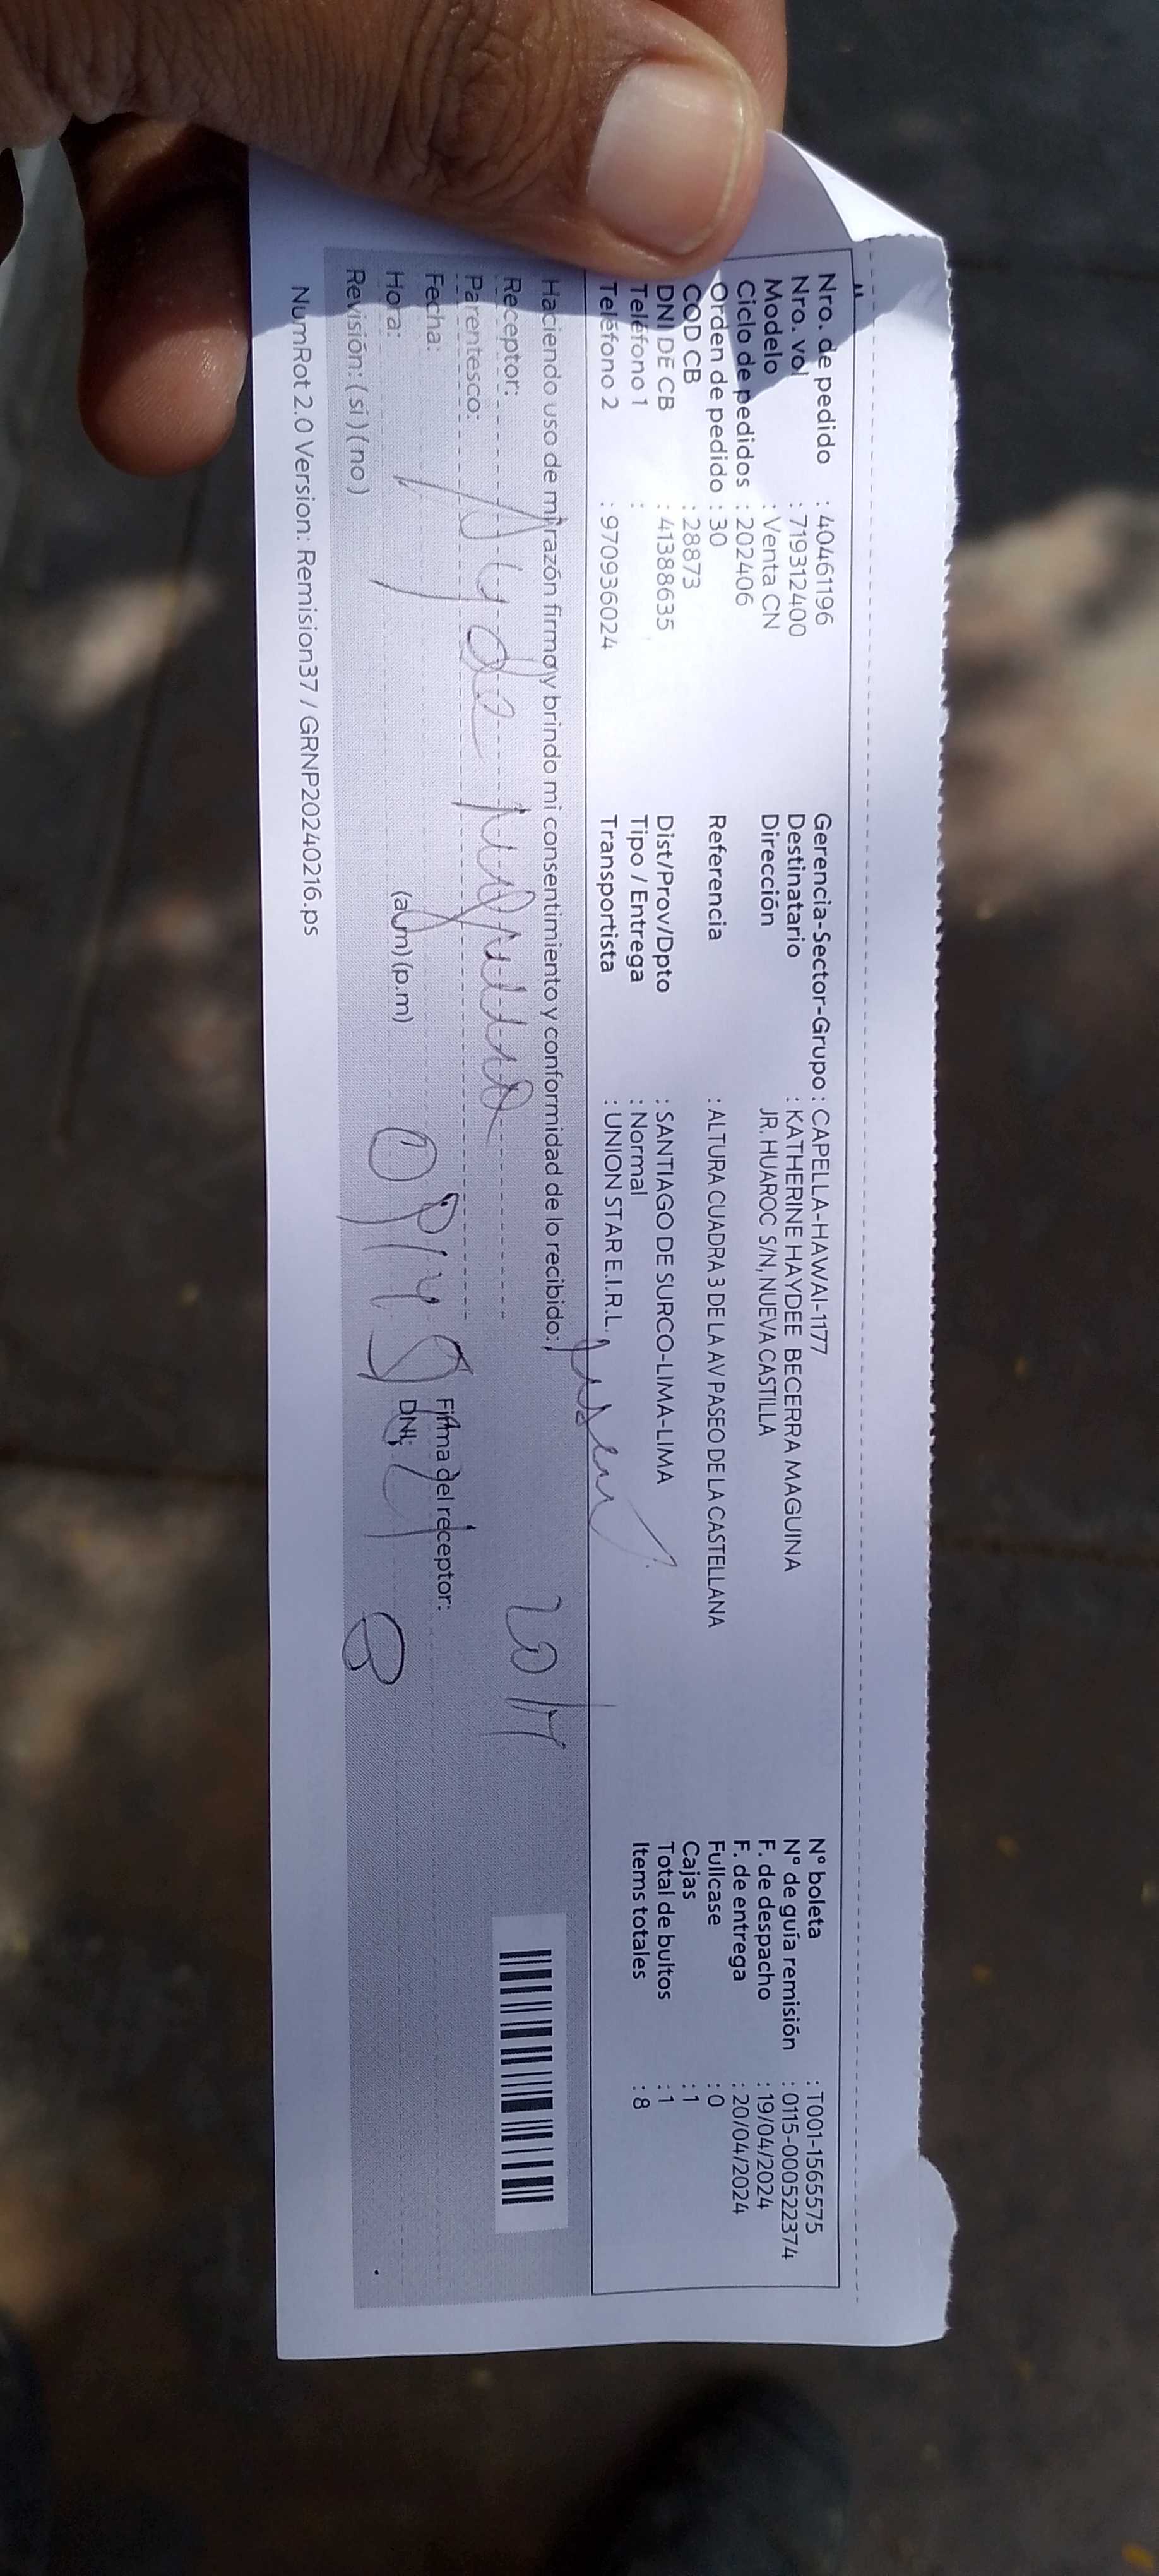 Nro. de pedido : 40461196
Nro. vol : 719312400
Modelo : Venta CN
Ciclo de pedidos : 202406
Orden de pedido : 30
COD CB : 28873
DNI DE CB : 41388635
Teléfono 1 :
Teléfono 2 : 970936024
Gerencia-Sector-Grupo : CAPELLA-HAWAI-1177
Destinatario : KATHERINE HAYDEE BECERRA MAGUINA
Dirección JR. HUAROC S/N, NUEVA CASTILLA
Referencia : ALTURA CUADRA 3 DE LA AV PASEO DE LA CASTELLANA
Dist/Prov/Dpto : SANTIAGO DE SURCO-LIMA-LIMA
Tipo / Entrega : Normal
Transportista : UNION STAR E.I.R.L.
N° boleta : T001-1565575
N° de guía remisión : 0115-000522374
F. de despacho : 19/04/2024
F. de entrega : 20/04/2024
Fullcase : 0
Cajas : 1
Total de bultos : 1
Items totales : 8
Haciendo uso de mi razón firmo y brindo mi consentimiento y conformidad de lo recibido:
Receptor:
Parentesco:
Fecha:
Hora: (a.m) (p.m)
Revisión: ( si ) ( no )
Firma del receptor:
DNI:
NumRot 2.0 Version: Remision37 / GRNP20240216.ps